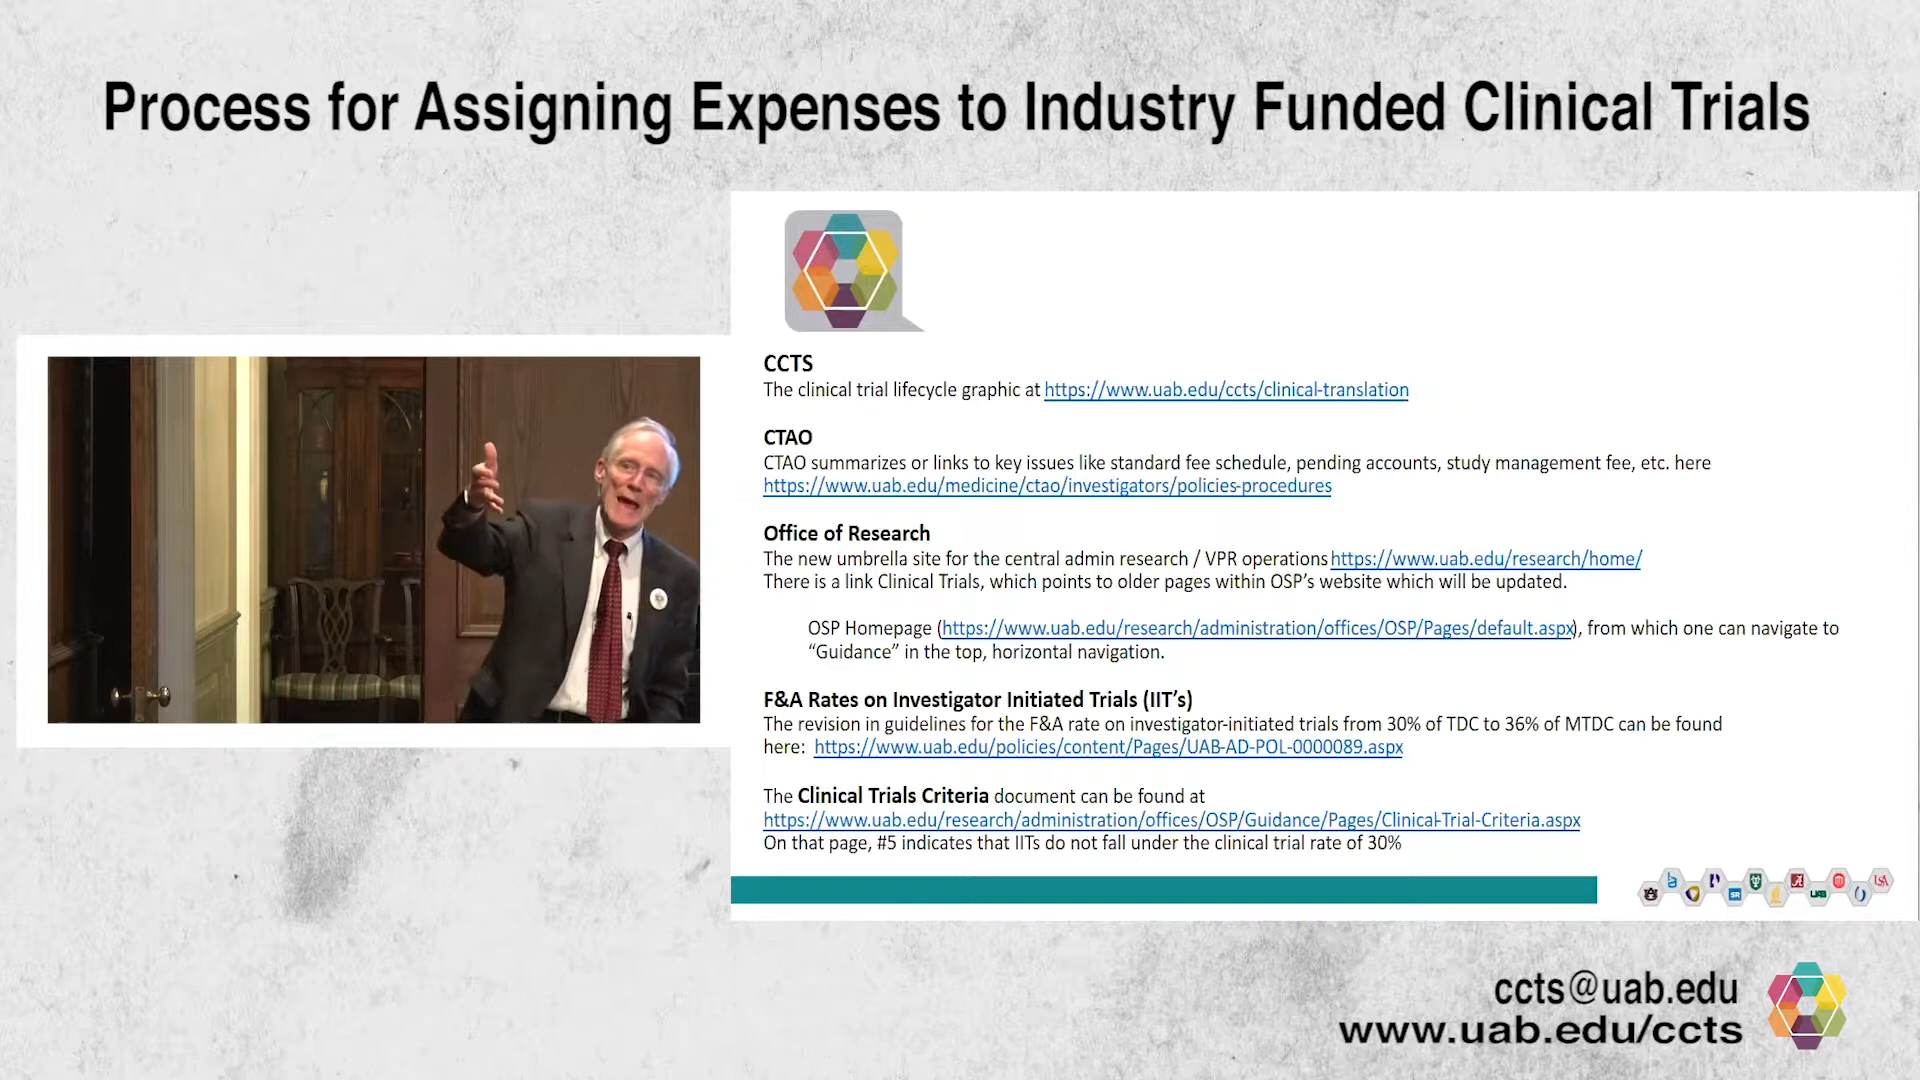 Process for Assigning Expenses to Industry Funded Clinical Trials
CCTS
The clinical trial lifecycle graphic at https://www.uab.edu/ccts/clinical-translation
CTAO
CTAO summarizes or links to key issues like standard fee schedule, pending accounts, study management fee, etc. here
https://www.uab.edu/medicine/ctao/investigators/policies-procedures
Office of Research
The new umbrella site for the central admin research / VPR operations https://www.uab.edu/research/home/
There is a link Clinical Trials, which points to older pages within OSP’s website which will be updated.
OSP Homepage (https://www.uab.edu/research/administration/offices/OSP/Pages/default.aspx), from which one can navigate to
“Guidance” in the top, horizontal navigation.
F&A Rates on Investigator Initiated Trials (IIT’s)
The revision in guidelines for the F&A rate on investigator-initiated trials from 30% of TDC to 36% of MTDC can be found
here: https://www.uab.edu/policies/content/Pages/UAB-AD-POL-0000089.aspx
The Clinical Trials Criteria document can be found at
https://www.uab.edu/research/administration/offices/OSP/Guidance/Pages/Clinical-Trial-Criteria.aspx
On that page, #5 indicates that IITs do not fall under the clinical trial rate of 30%
ccts@uab.edu
www.uab.edu/ccts